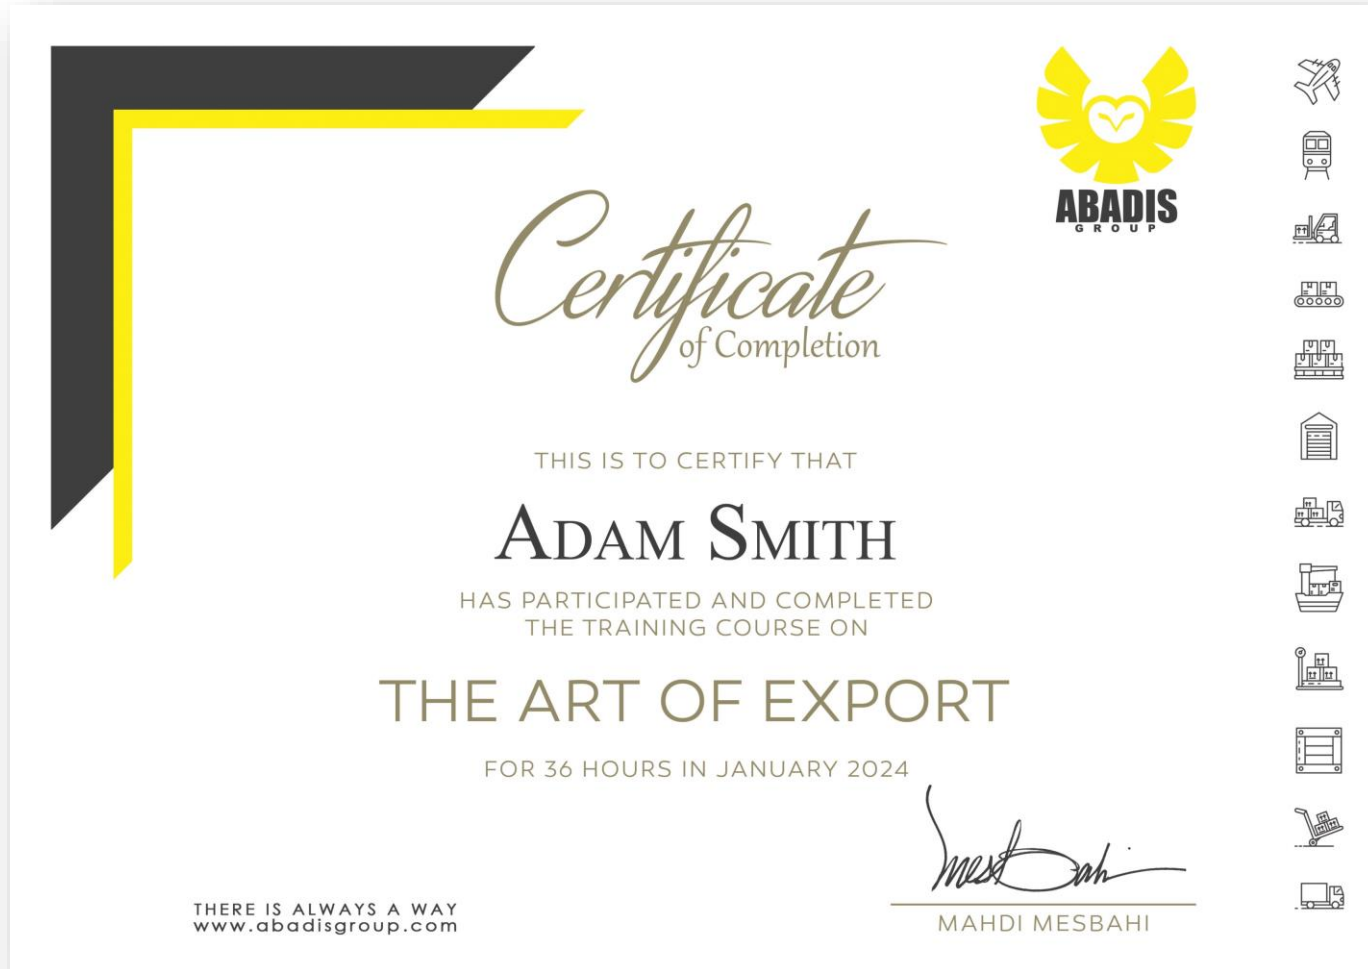 ABADIS
GROUP
Certificate
of Completion
THIS IS TO CERTIFY THAT
ADAM SMITH
HAS PARTICIPATED AND COMPLETED
THE TRAINING COURSE ON
THE ART OF EXPORT
FOR 36 HOURS IN JANUARY 2024
mesbahi
MAHDI MESBAHI
THERE IS ALWAYS A WAY
www.abadisgroup.com